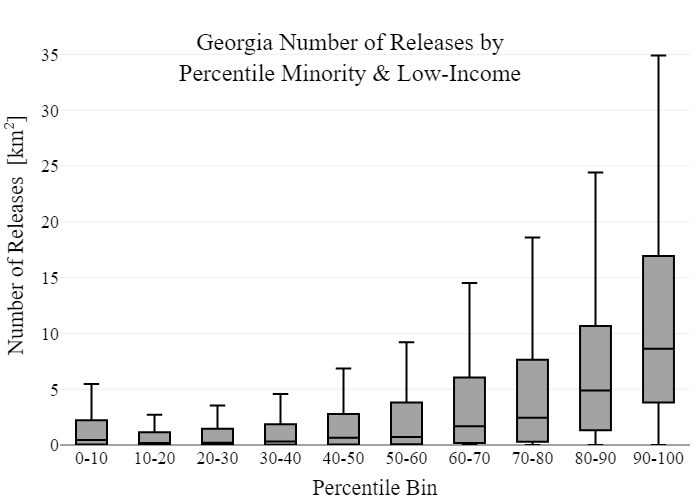 Georgia Number of Releases by
Percentile Minority & Low-Income
Number of Releases [km²]
35
30
25
20
15
10
5
0
0-10 10-20 20-30 30-40 40-50 50-60 60-70 70-80 80-90 90-100
Percentile Bin